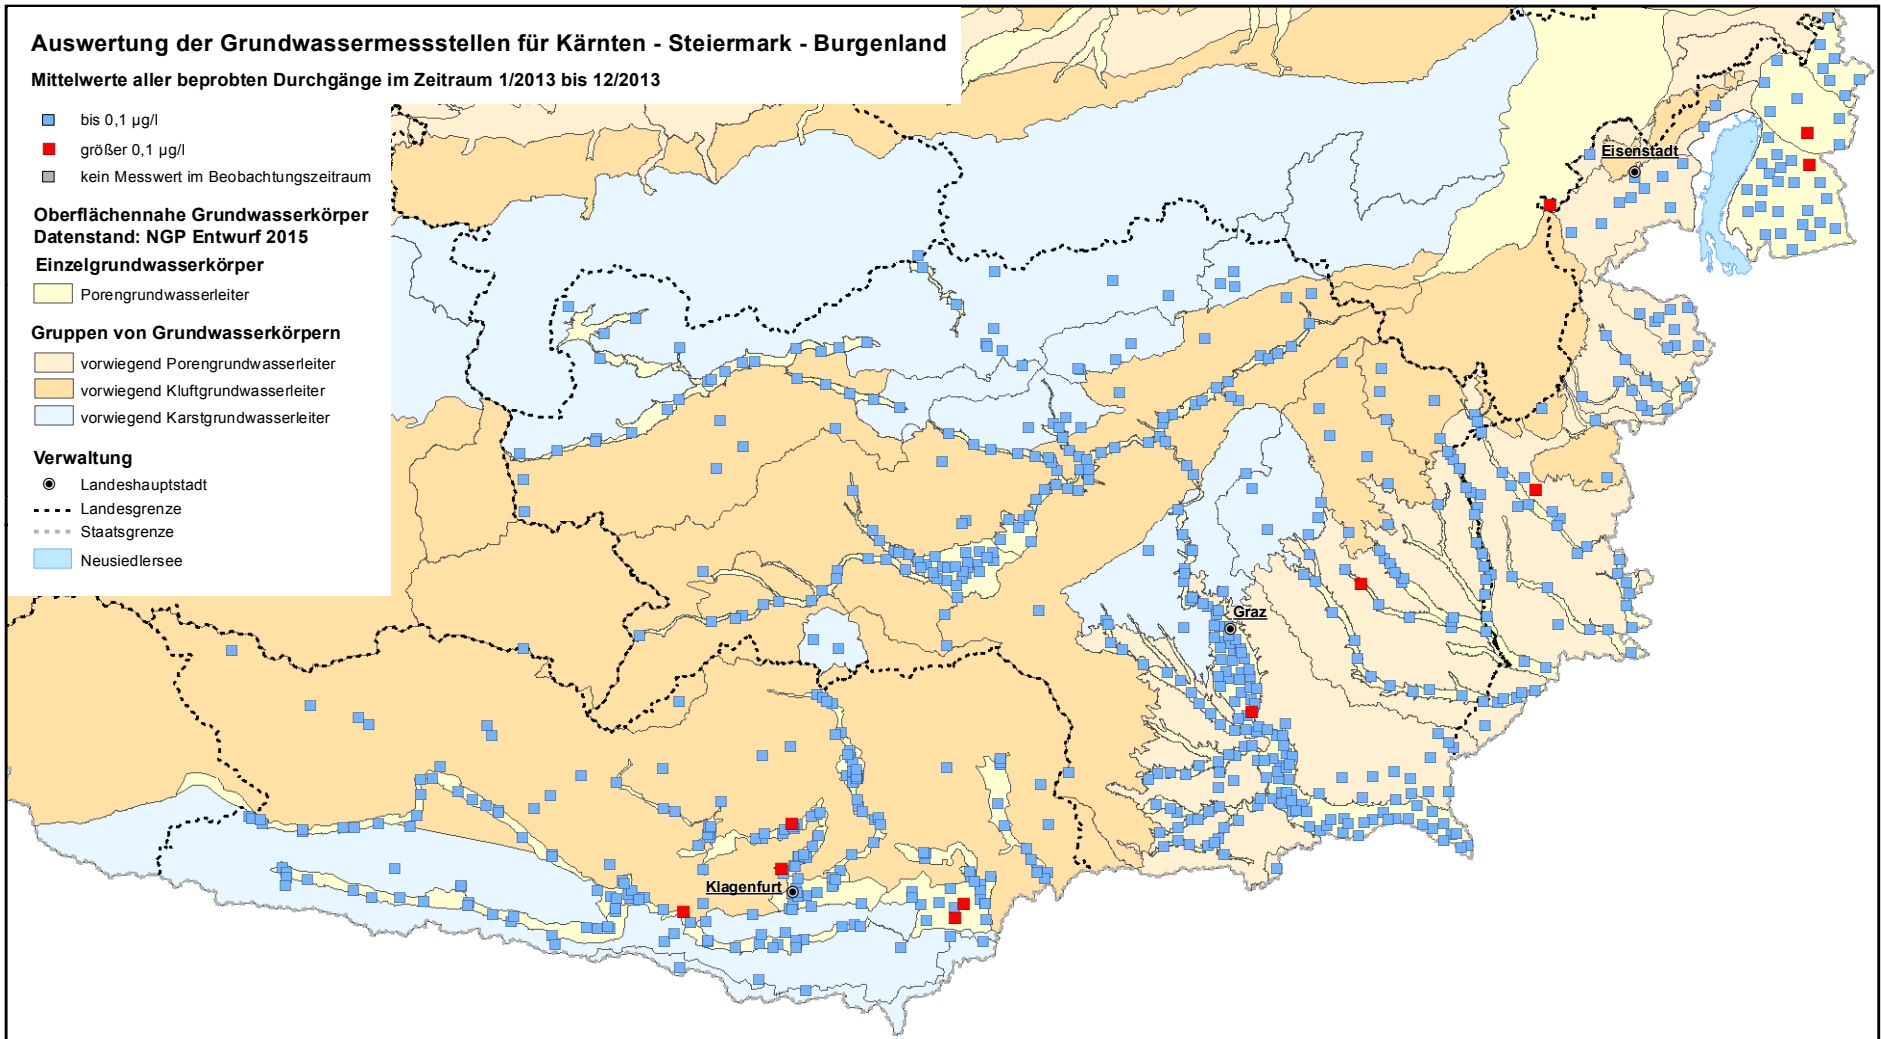 Auswertung der Grundwassermessstellen für Kärnten - Steiermark - Burgenland
Mittelwerte aller beprobten Durchgänge im Zeitraum 1/2013 bis 12/2013
bis 0,1 µg/l
größer 0,1 µg/l
kein Messwert im Beobachtungszeitraum
Oberflächennahe Grundwasserkörper
Datenstand: NGP Entwurf 2015
Einzelgrundwasserkörper
Porengrundwasserleiter
Gruppen von Grundwasserkörpern
vorwiegend Porengrundwasserleiter
vorwiegend Kluftgrundwasserleiter
vorwiegend Karstgrundwasserleiter
Verwaltung
Landeshauptstadt
Landesgrenze
Staatsgrenze
Neusiedlersee
Eisenstadt
Graz
Klagenfurt